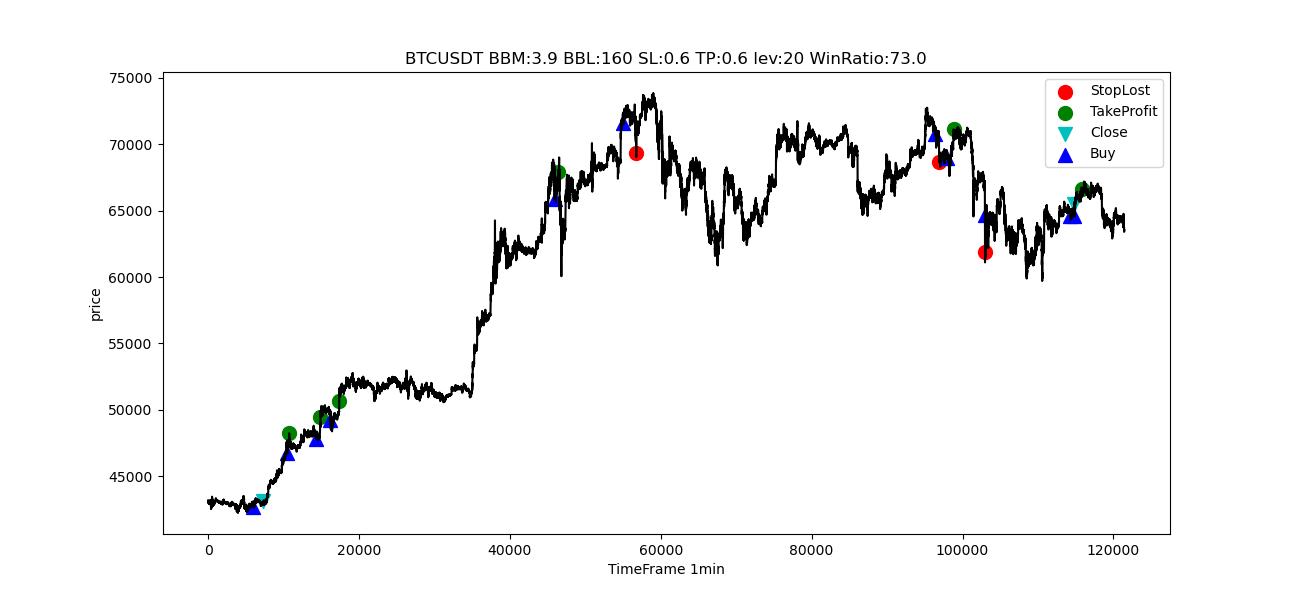 BTCUSDT BBM:3.9 BBL:160 SL:0.6 TP:0.6 lev:20 WinRatio:73.0
75000
70000
65000
60000
55000
50000
45000
price
StopLost
TakeProfit
Close
Buy
0 20000 40000 60000 80000 100000 120000
TimeFrame 1min